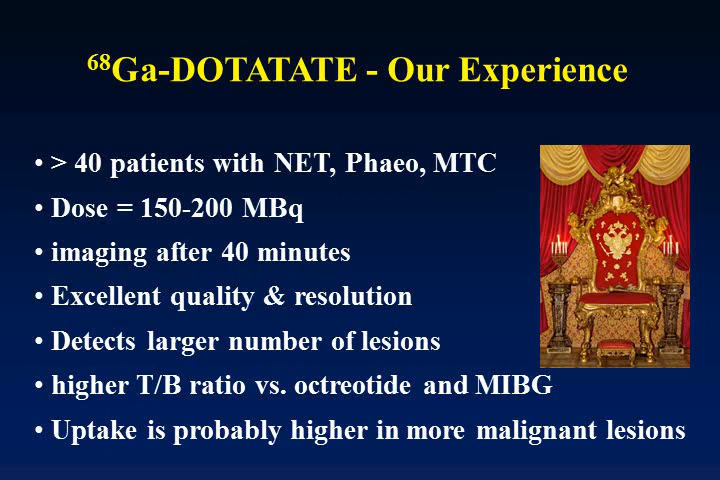 ⁶⁸Ga-DOTATATE - Our Experience
• > 40 patients with NET, Phaeo, MTC
• Dose = 150-200 MBq
• imaging after 40 minutes
• Excellent quality & resolution
• Detects larger number of lesions
• higher T/B ratio vs. octreotide and MIBG
• Uptake is probably higher in more malignant lesions